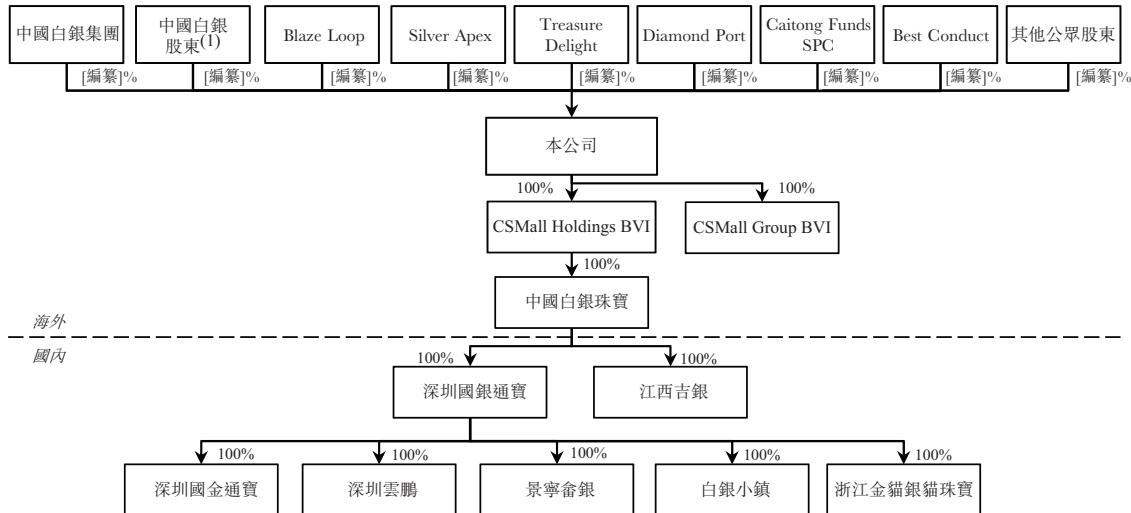 中國白銀集團
中國白銀
股東(1)
Blaze Loop
Silver Apex
Treasure
Delight
Diamond Port
Caitong Funds
SPC
Best Conduct
其他公眾股東
[編纂]%
[編纂]%
[編纂]%
[編纂]%
[編纂]%
[編纂]%
[編纂]%
[編纂]%
[編纂]%
本公司
100%
100%
CSMall Holdings BVI
CSMall Group BVI
100%
中國白銀珠寶
海外
國內
100%
100%
深圳國銀通寶
江西吉銀
100%
100%
100%
100%
100%
深圳國金通寶
深圳雲鵬
景寧畲銀
白銀小鎮
浙江金貓銀貓珠寶